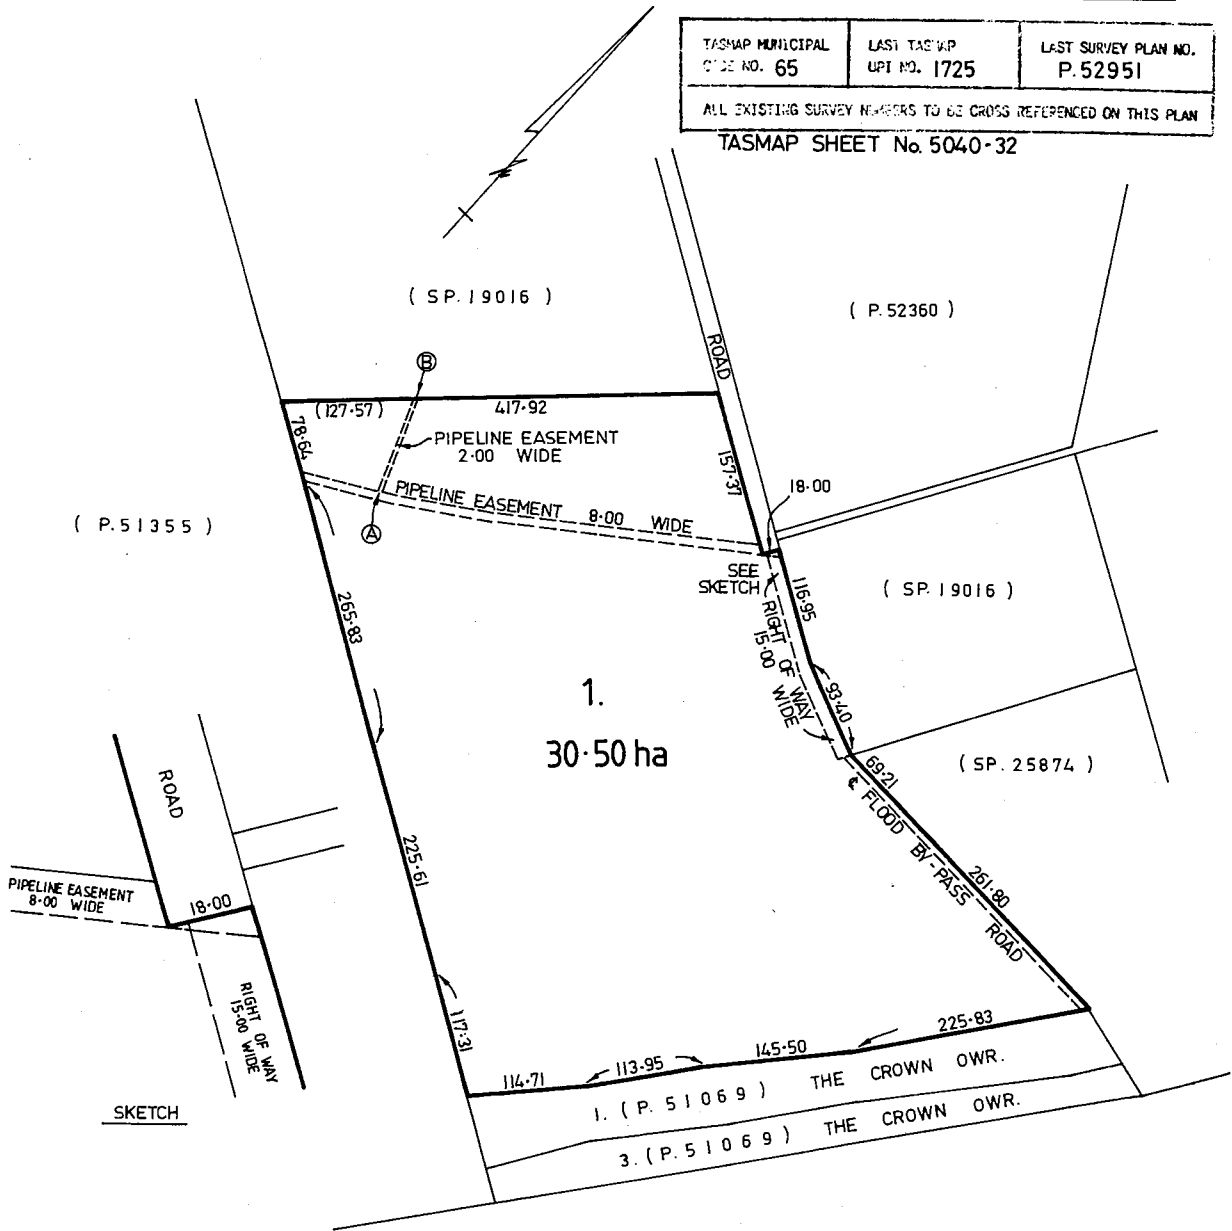 TASMAP MUNICIPAL
CODE NO. 65
LAST TASMAP
UPI NO. 1725
LAST SURVEY PLAN NO.
P.52951
ALL EXISTING SURVEY NUMBERS TO BE CROSS REFERENCED ON THIS PLAN
TASMAP SHEET No. 5040-32
( SP. 19016 )
( P. 52360 )
ROAD
B
(127·57)
417·92
78·64
PIPELINE EASEMENT
2·00 WIDE
157·37
PIPELINE EASEMENT 8·00 WIDE
18·00
A
( P. 51355 )
SEE
SKETCH
116·95
( SP. 19016 )
265·83
RIGHT OF WAY
15·00 WIDE
93·40
1.
30·50 ha
( SP. 25874 )
69·21
℄ FLOOD BY-PASS ROAD
261·80
225·61
117·31
114·71
113·95
145·50
225·83
1. ( P. 51069 ) THE CROWN OWR.
3. ( P. 51069 ) THE CROWN OWR.
ROAD
PIPELINE EASEMENT
8·00 WIDE
18·00
RIGHT OF WAY
15·00 WIDE
SKETCH